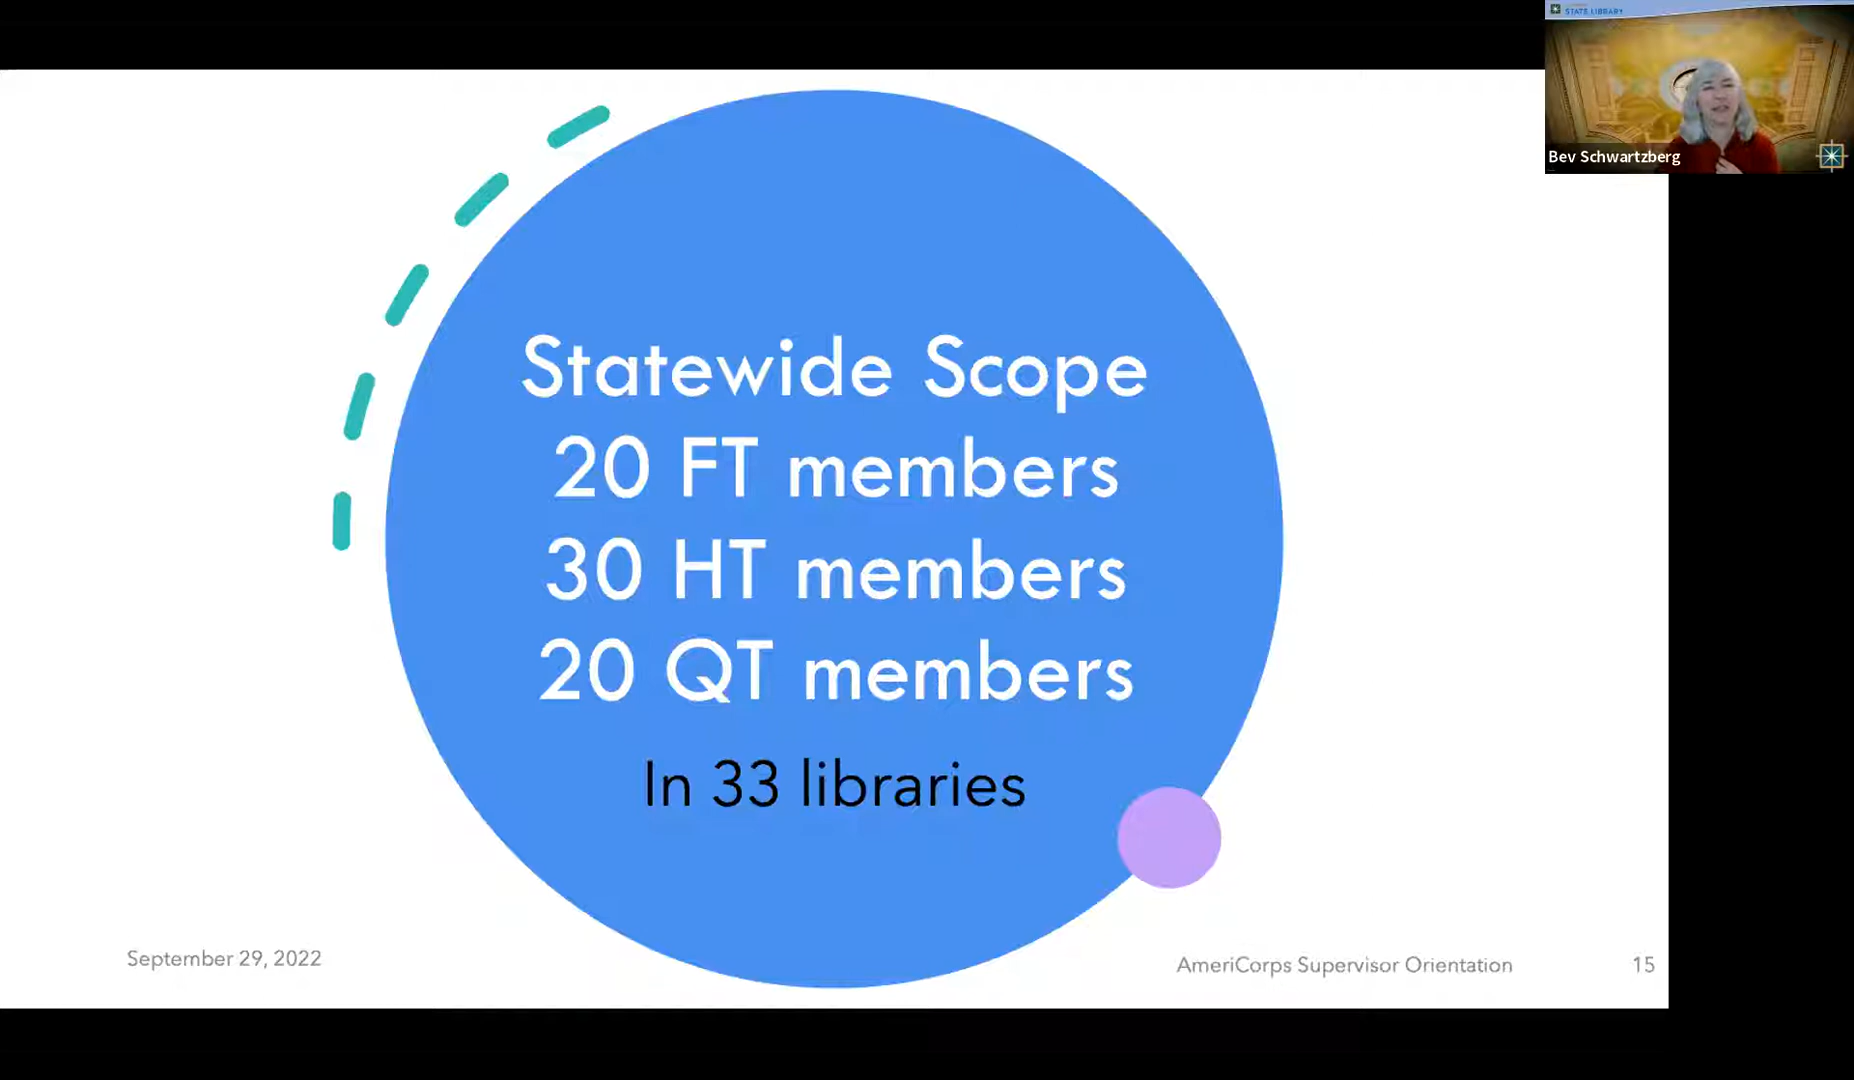 STATE LIBRARY
Bev Schwartzberg
Statewide Scope
20 FT members
30 HT members
20 QT members
In 33 libraries
September 29, 2022
AmeriCorps Supervisor Orientation
15